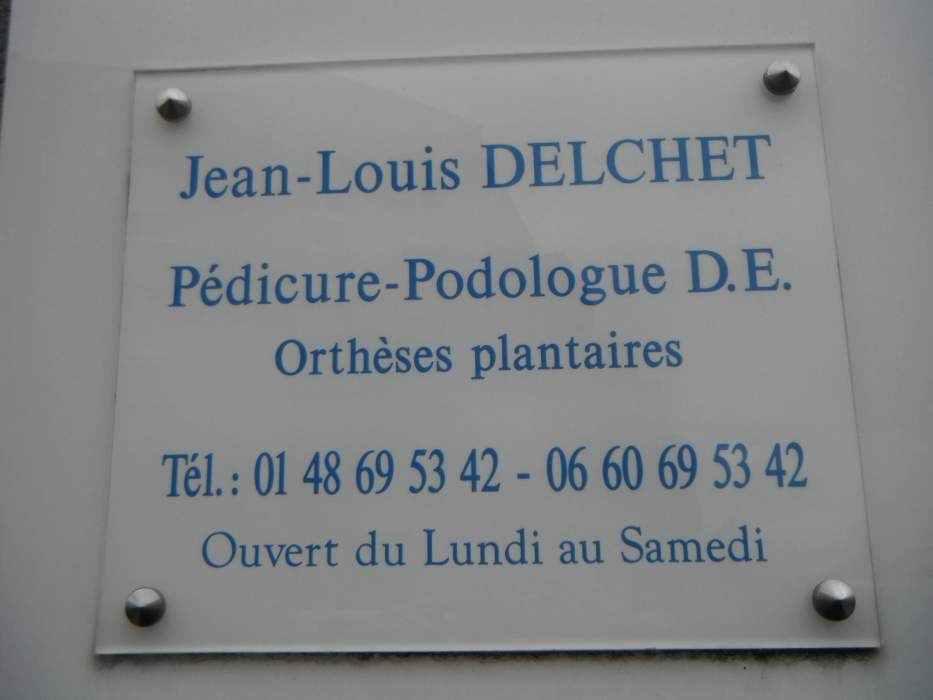 Jean-Louis DELCHET
Pédicure-Podologue D.E.
Orthèses plantaires
Tél.: 01 48 69 53 42 - 06 60 69 53 42
Ouvert du Lundi au Samedi